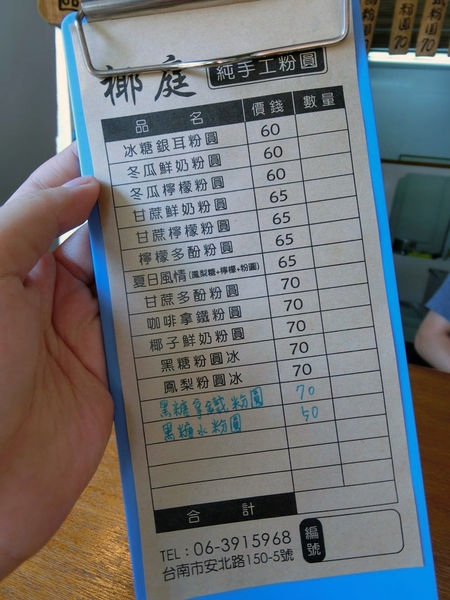 椰庭 純手工粉圓
品名 價錢 數量
冰糖銀耳粉圓 60
冬瓜鮮奶粉圓 60
冬瓜檸檬粉圓 60
甘蔗鮮奶粉圓 65
甘蔗檸檬粉圓 65
檸檬多酚粉圓 65
夏日風情(鳳梨糖+檸檬+粉圓) 65
甘蔗多酚粉圓 70
咖啡拿鐵粉圓 70
椰子鮮奶粉圓 70
黑糖粉圓冰 70
鳳梨粉圓冰 70
黑糖拿鐵粉圓 70
黑糖水粉圓 50
合計
TEL:06-3915968
台南市安北路150-5號
編號
粉圓 70